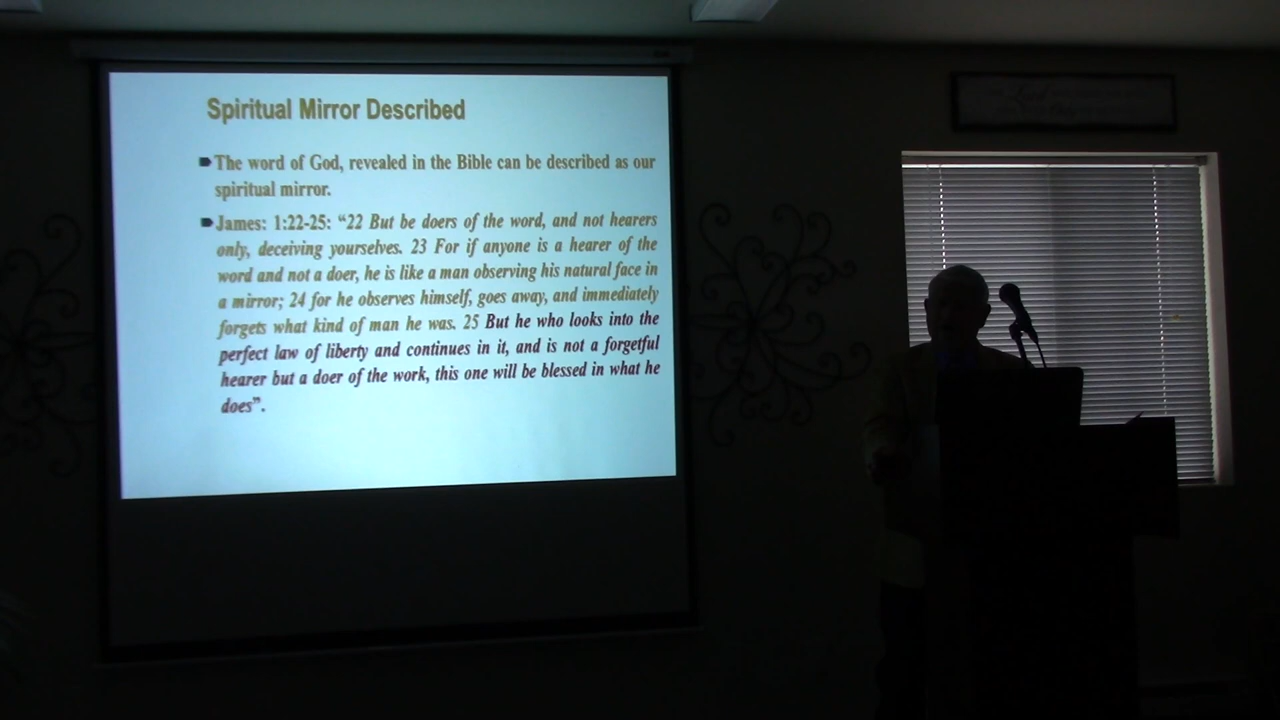 Spiritual Mirror Described
The word of God, revealed in the Bible can be described as our
spiritual mirror.
James: 1:22-25: “22 But be doers of the word, and not hearers
only, deceiving yourselves. 23 For if anyone is a hearer of the
word and not a doer, he is like a man observing his natural face in
a mirror; 24 for he observes himself, goes away, and immediately
forgets what kind of man he was. 25 But he who looks into the
perfect law of liberty and continues in it, and is not a forgetful
hearer but a doer of the work, this one will be blessed in what he
does”.